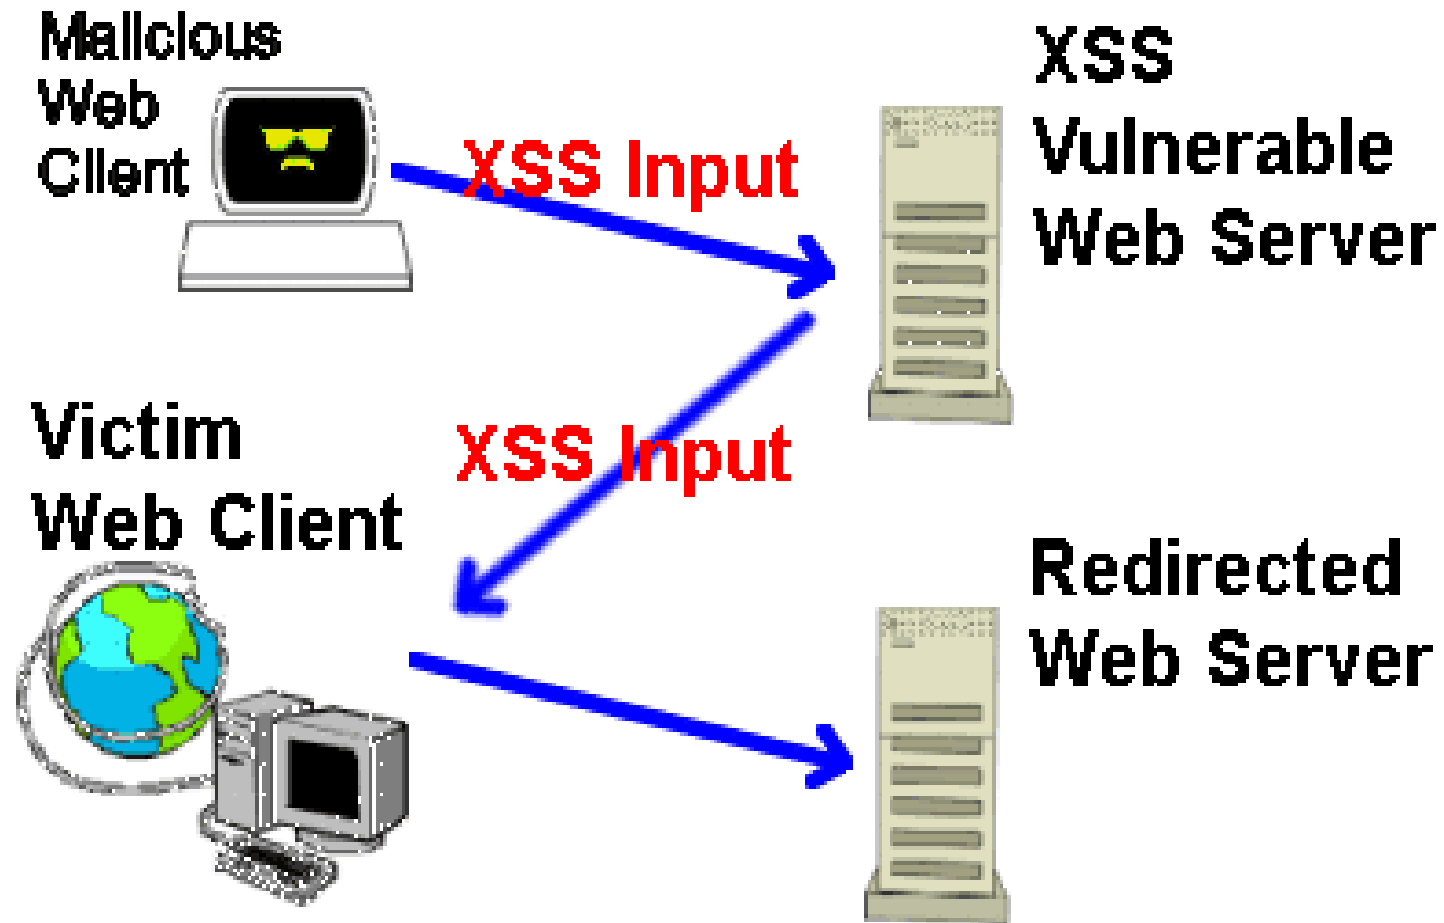 Malicious
Web
Client
XSS Input
XSS
Vulnerable
Web Server
Victim
Web Client
XSS Input
Redirected
Web Server